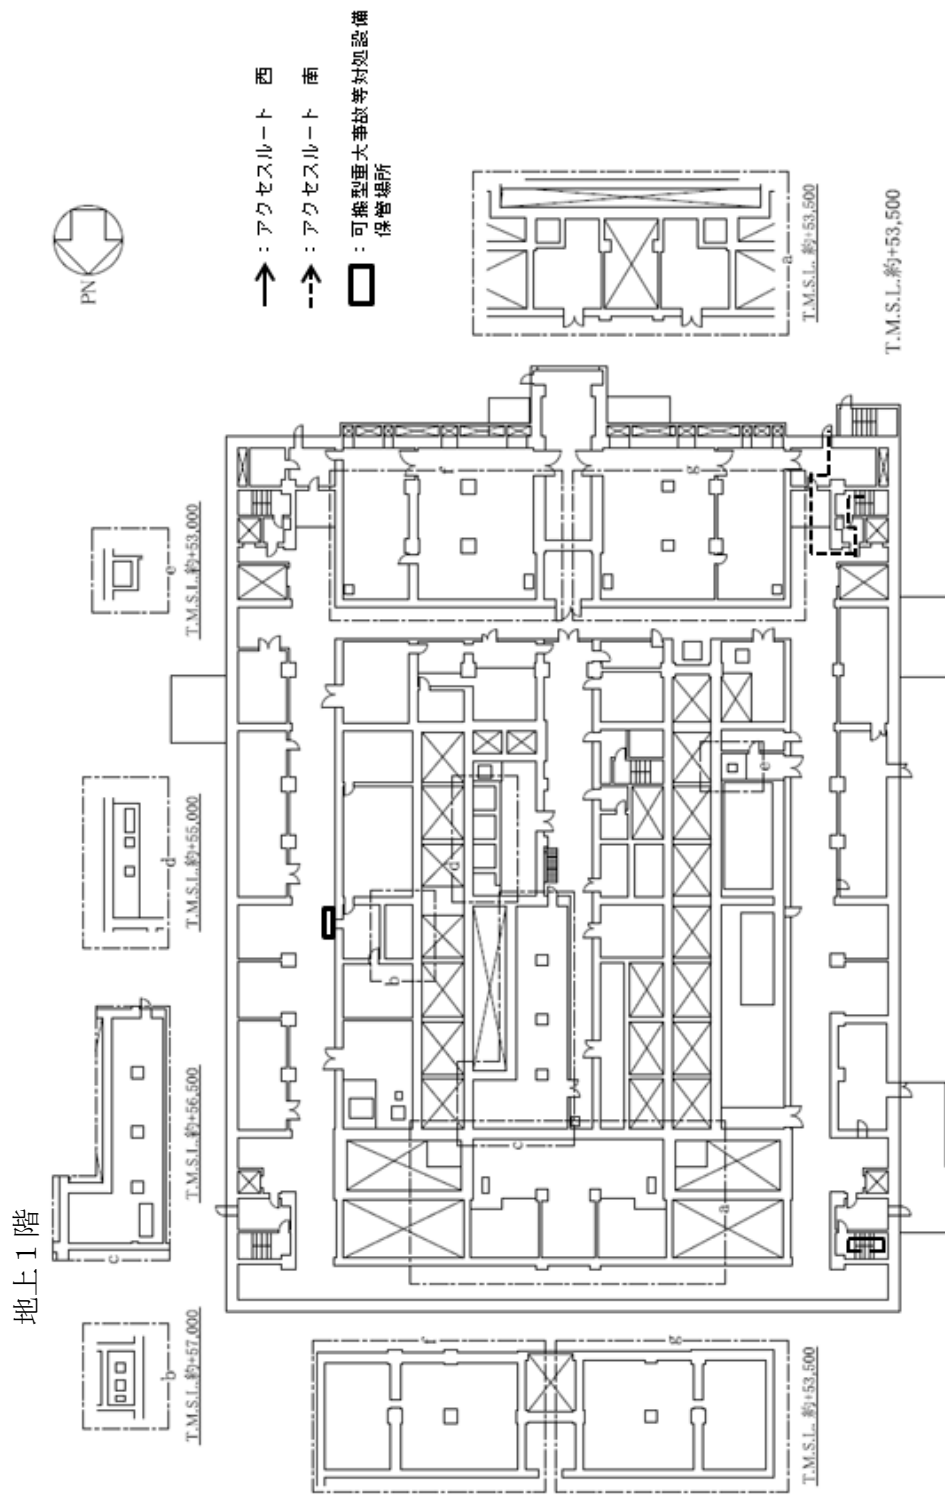 地上1階
PN
: アクセスルート 西
: アクセスルート 南
: 可搬型重大事故等対処設備
保管場所
b
T.M.S.L.約+57,000
c
T.M.S.L.約+56,500
d
T.M.S.L.約+55,000
e
T.M.S.L.約+53,000
a
T.M.S.L.約+53,500
T.M.S.L.約+53,500
f
g
T.M.S.L.約+53,500
f
g
e
d
b
c
a